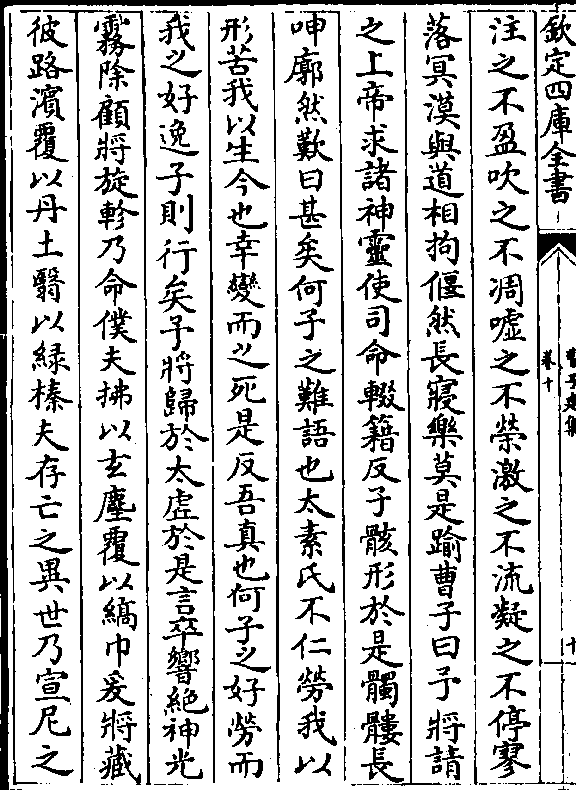 欽定四庫全書
曹子建集
卷十
十
注之不盈吹之不凋噓之不榮激之不流凝之不停寥
落冥漠與道相拘偃然長寢樂莫是踰曹子曰予將請
之上帝求諸神靈使司命輟籍反子骸形於是髑髏長
呻廓然歎曰甚矣何子之難語也太素氏不仁勞我以
形苦我以生今也幸變而之死是反吾真也何子之好勞而
我之好逸子則行矣予將歸於太虛於是言卒響絶神光
霧除顧將旋軫乃命僕夫拂以玄塵覆以縞巾爰將藏
彼路濱覆以丹土翳以緑榛夫存亡之異世乃宣尼之